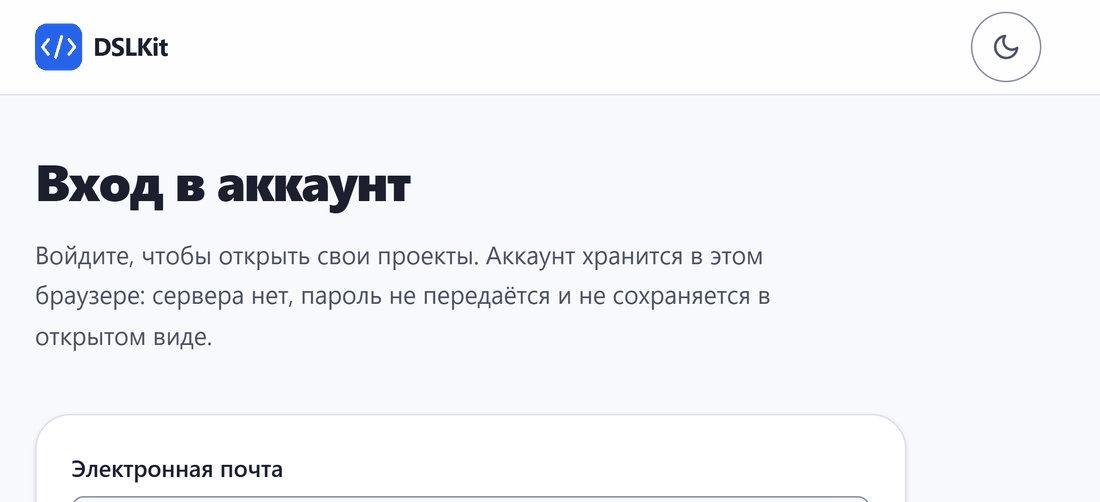 DSLKit
Вход в аккаунт
Войдите, чтобы открыть свои проекты. Аккаунт хранится в этом
браузере: сервера нет, пароль не передаётся и не сохраняется в
открытом виде.
Электронная почта